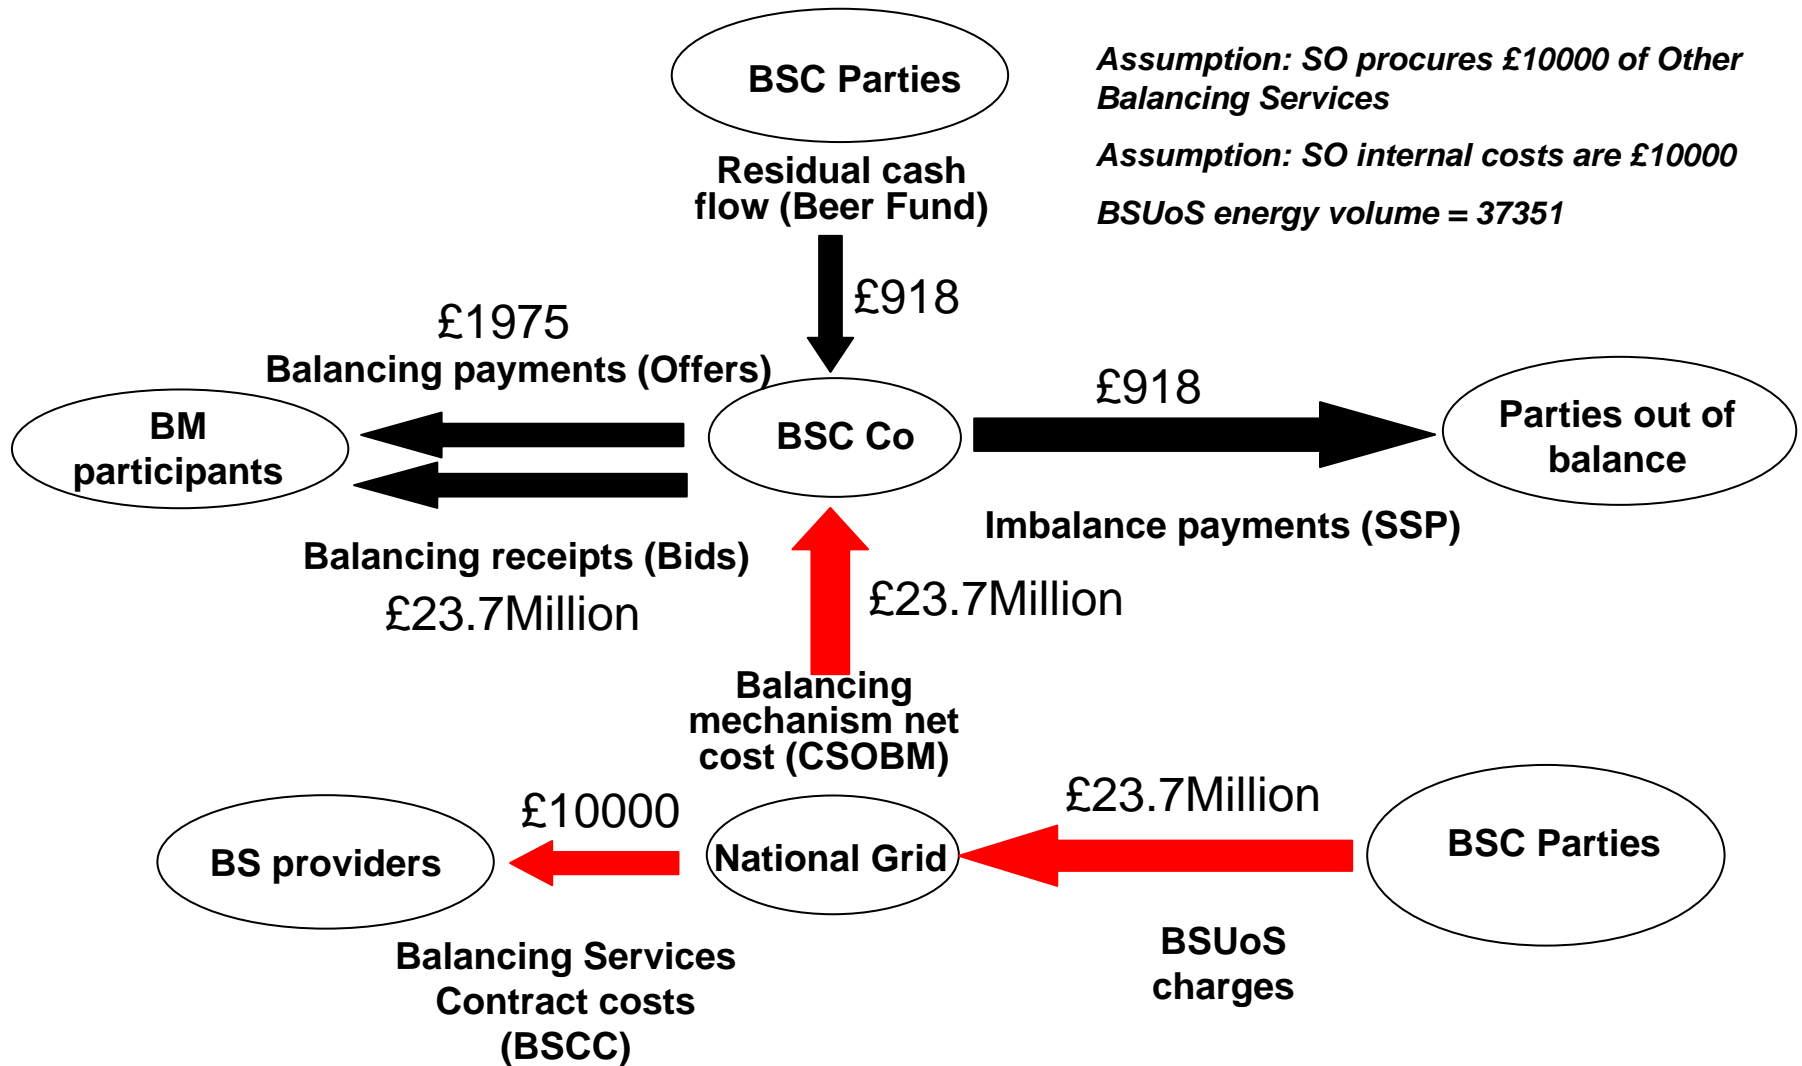 BSC Parties
Assumption: SO procures £10000 of Other
Balancing Services
Assumption: SO internal costs are £10000
BSUoS energy volume = 37351
Residual cash
flow (Beer Fund)
£918
£1975
Balancing payments (Offers)
BM
participants
BSC Co
£918
Parties out of
balance
Imbalance payments (SSP)
Balancing receipts (Bids)
£23.7Million
£23.7Million
Balancing
mechanism net
cost (CSOBM)
£10000
BS providers
National Grid
£23.7Million
BSC Parties
BSUoS
charges
Balancing Services
Contract costs
(BSCC)